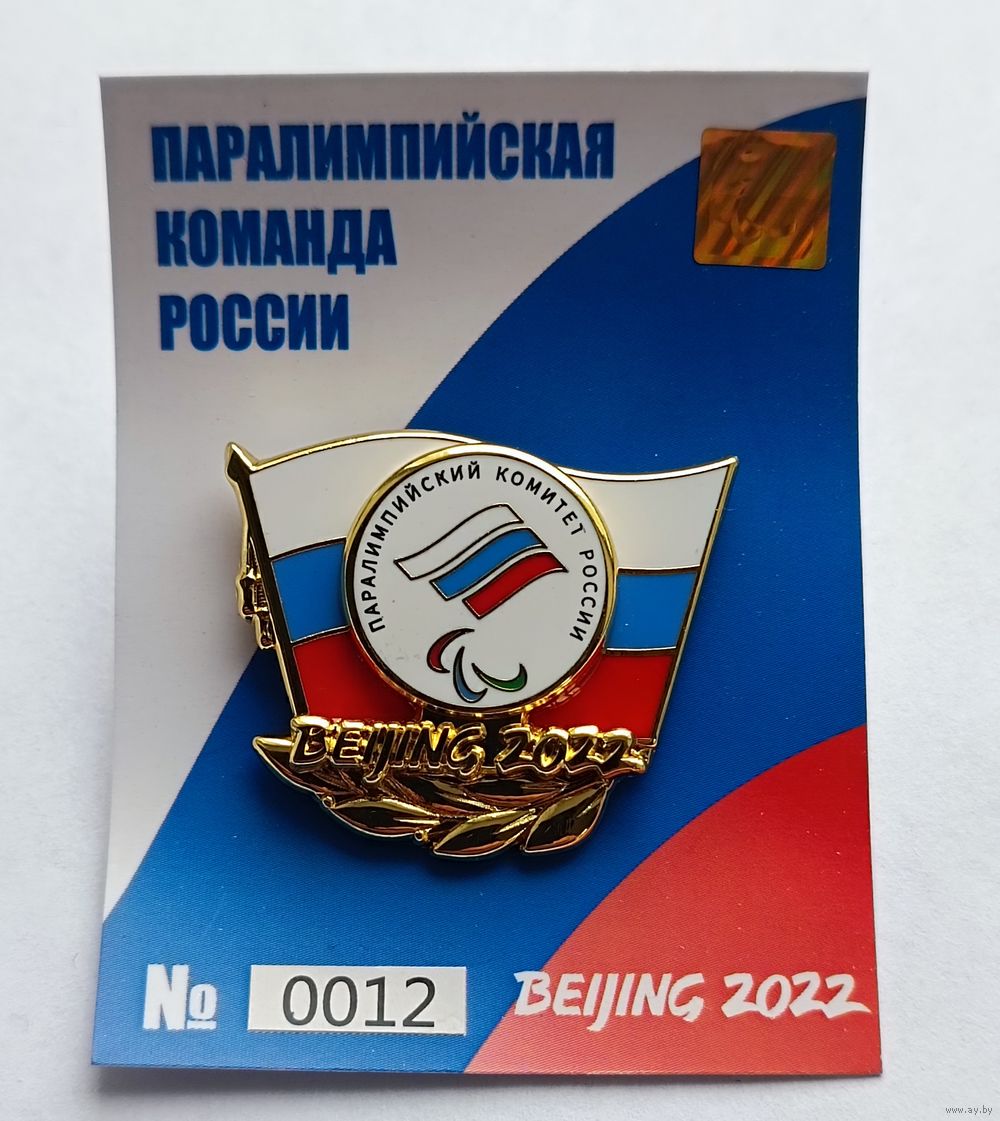 ПАРАЛИМПИЙСКАЯ
КОМАНДА
РОССИИ
ПАРАЛИМПИЙСКИЙ КОМИТЕТ РОССИИ
BEIJING 2022
№ 0012
BEIJING 2022
www.ay.by